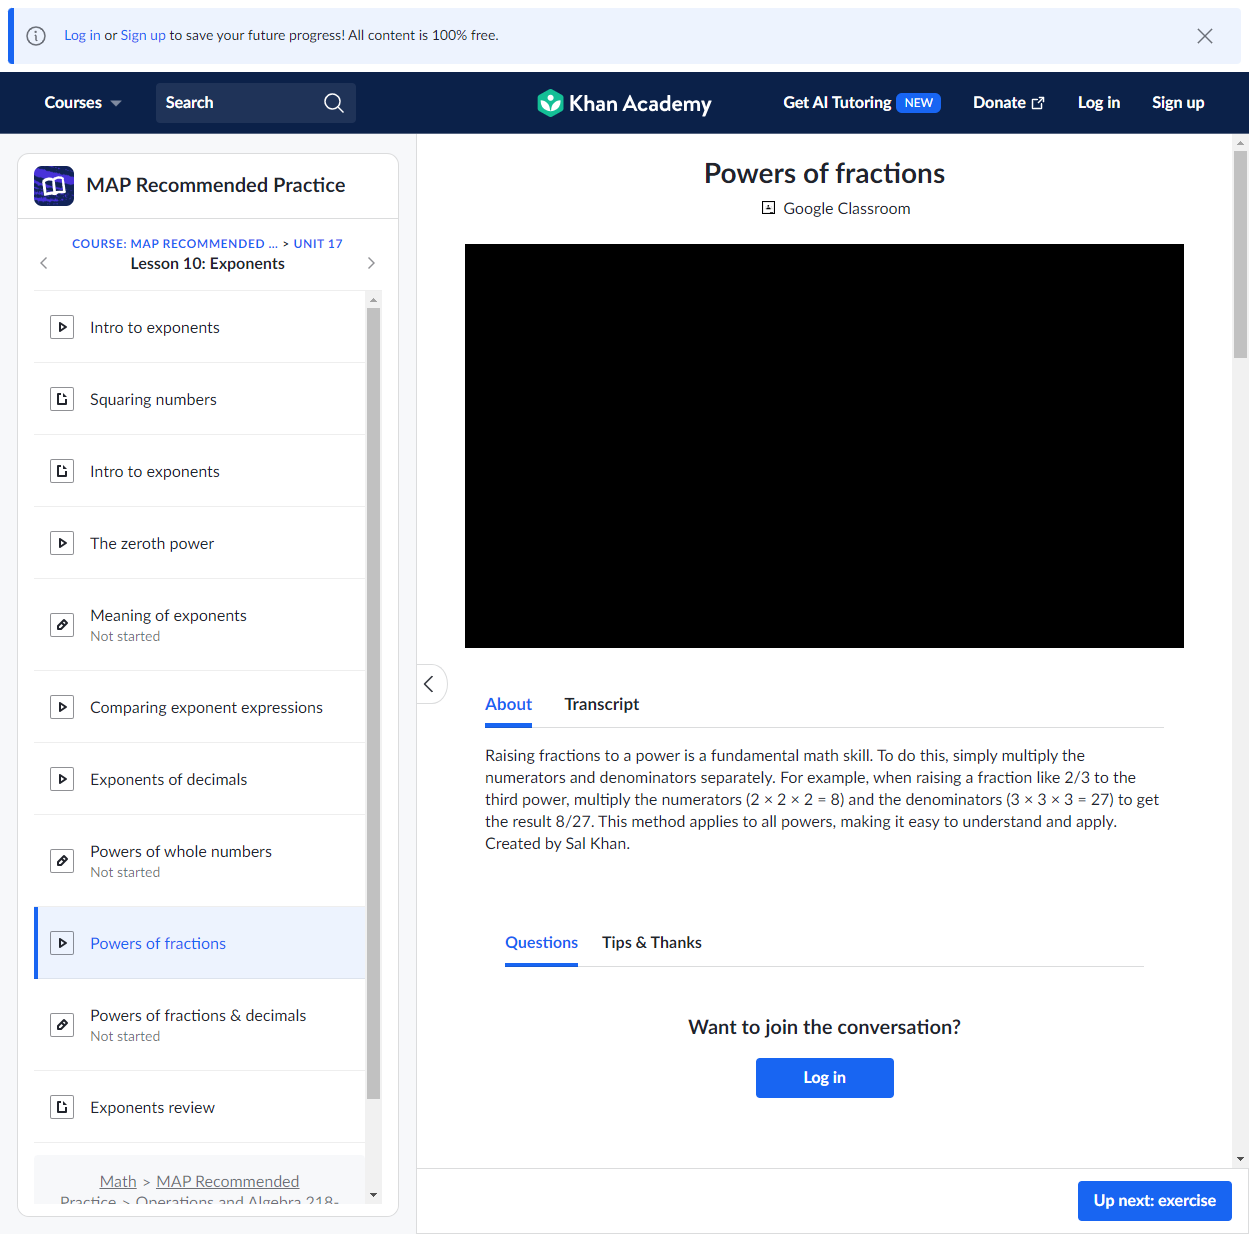 Log in or Sign up to save your future progress! All content is 100% free.
Courses
Search
Khan Academy
Get AI Tutoring NEW
Donate
Log in
Sign up
MAP Recommended Practice
COURSE: MAP RECOMMENDED ... > UNIT 17
Lesson 10: Exponents
Intro to exponents
Squaring numbers
Intro to exponents
The zeroth power
Meaning of exponents
Not started
Comparing exponent expressions
Exponents of decimals
Powers of whole numbers
Not started
Powers of fractions
Powers of fractions & decimals
Not started
Exponents review
Math > MAP Recommended
Practice > Operations and Algebra 218-
Powers of fractions
Google Classroom
About
Transcript
Raising fractions to a power is a fundamental math skill. To do this, simply multiply the
numerators and denominators separately. For example, when raising a fraction like 2/3 to the
third power, multiply the numerators (2 × 2 × 2 = 8) and the denominators (3 × 3 × 3 = 27) to get
the result 8/27. This method applies to all powers, making it easy to understand and apply.
Created by Sal Khan.
Questions
Tips & Thanks
Want to join the conversation?
Log in
Up next: exercise